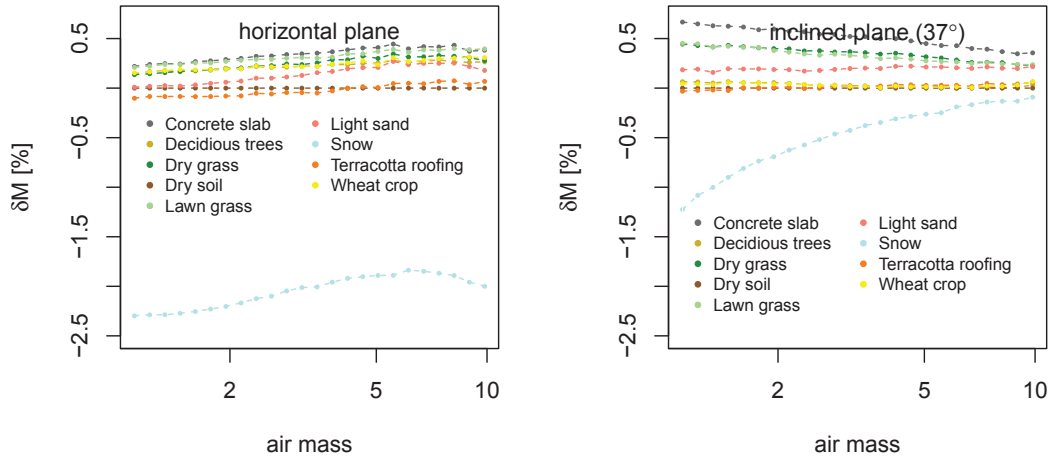 horizontal plane
δM [%]
0.5
−0.5
−1.5
−2.5
Concrete slab
Decidious trees
Dry grass
Dry soil
Lawn grass
Light sand
Snow
Terracotta roofing
Wheat crop
2
5
10
air mass
inclined plane (37°)
δM [%]
0.5
−0.5
−1.5
−2.5
Concrete slab
Decidious trees
Dry grass
Dry soil
Lawn grass
Light sand
Snow
Terracotta roofing
Wheat crop
2
5
10
air mass